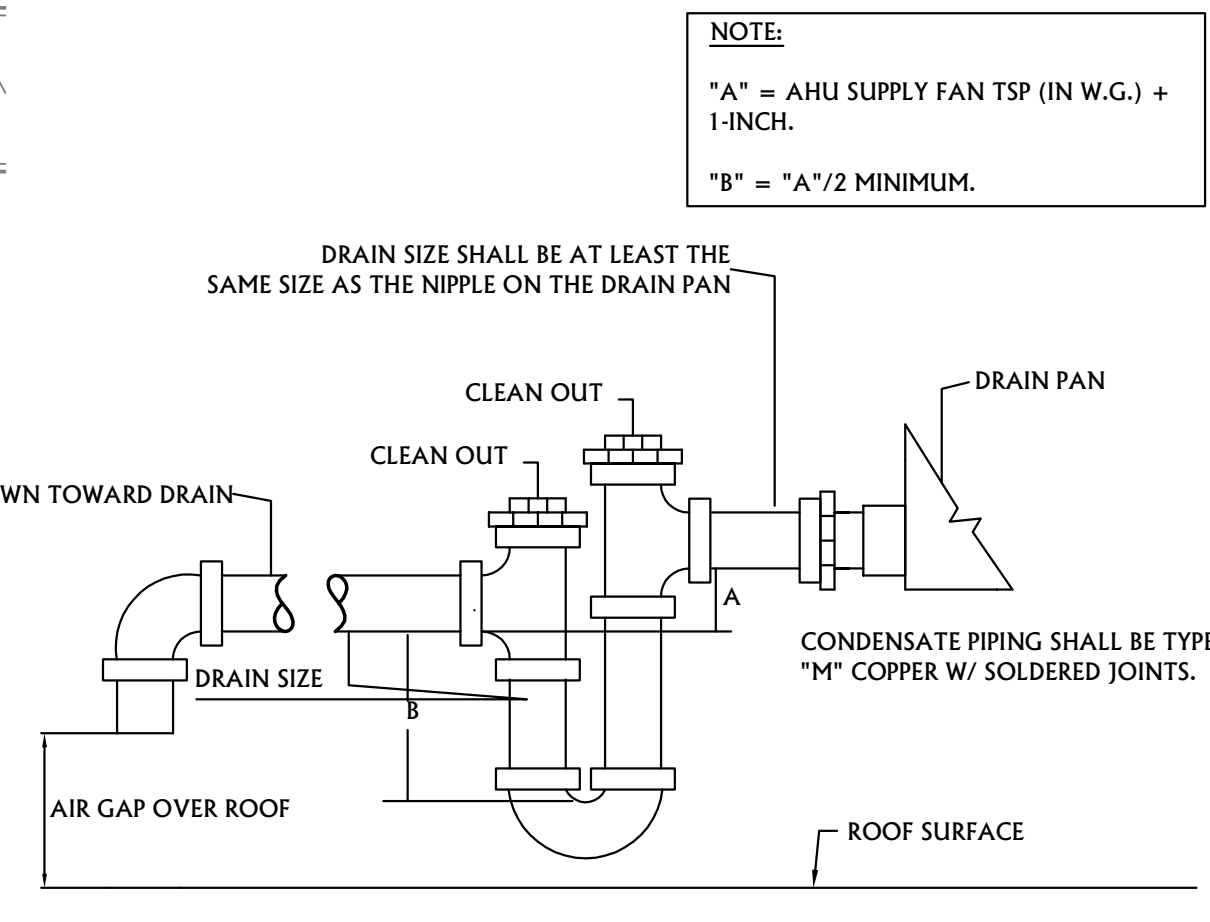 NOTE:
"A" = AHU SUPPLY FAN TSP (IN W.G.) +
1-INCH.
"B" = "A"/2 MINIMUM.
DRAIN SIZE SHALL BE AT LEAST THE
SAME SIZE AS THE NIPPLE ON THE DRAIN PAN
DRAIN PAN
CLEAN OUT
CLEAN OUT
TOWARD DRAIN
A
CONDENSATE PIPING SHALL BE TYPE
"M" COPPER W/ SOLDERED JOINTS.
DRAIN SIZE
B
AIR GAP OVER ROOF
ROOF SURFACE